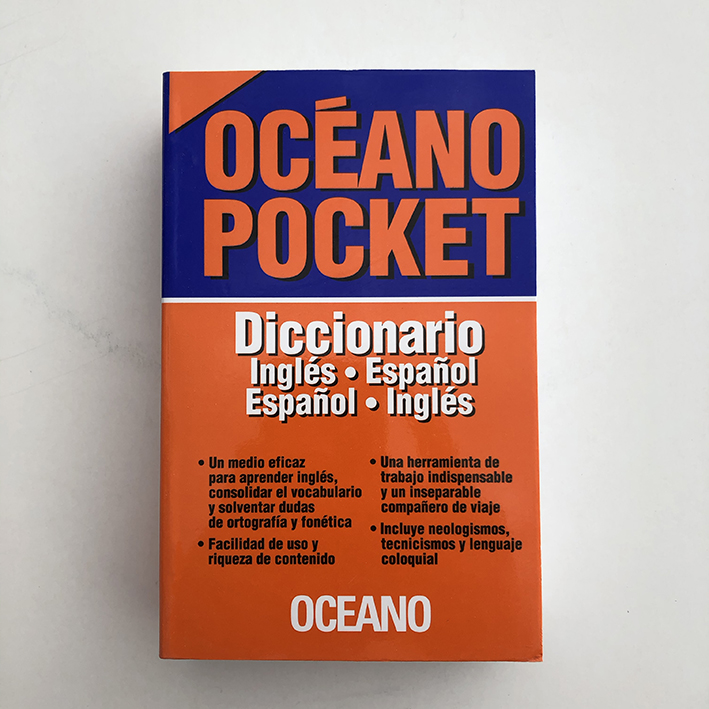 OCÉANO
POCKET
Diccionario
Inglés • Español
Español • Inglés
• Un medio eficaz
para aprender inglés,
consolidar el vocabulario
y solventar dudas
de ortografía y fonética
• Facilidad de uso y
riqueza de contenido
• Una herramienta de
trabajo indispensable
y un inseparable
compañero de viaje
• Incluye neologismos,
tecnicismos y lenguaje
coloquial
OCEANO